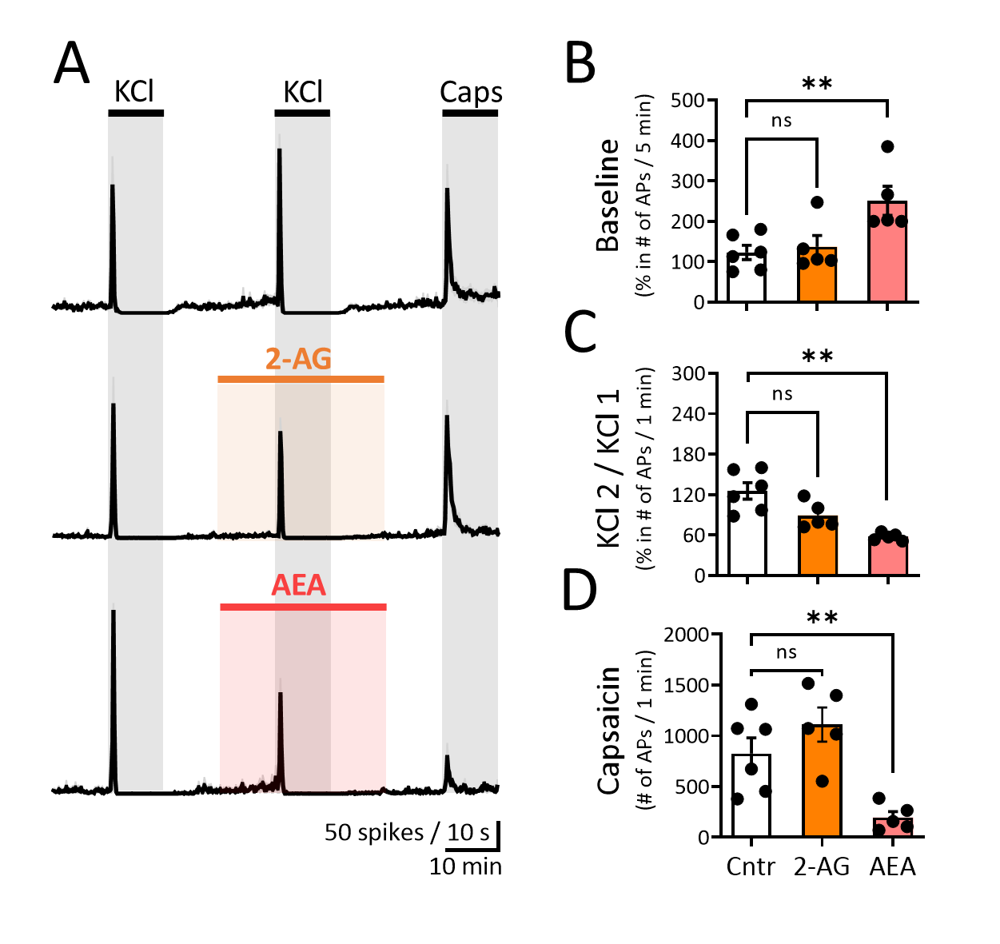 A
KCl
KCl
Caps
2-AG
AEA
50 spikes / 10 s
10 min
B
Baseline
(% in # of APs / 5 min)
500
400
300
200
100
0
**
ns
C
KCl 2 / KCl 1
(% in # of APs / 1 min)
300
240
180
120
60
0
**
ns
D
Capsaicin
(# of APs / 1 min)
2000
1500
1000
500
0
**
ns
Cntr
2-AG
AEA